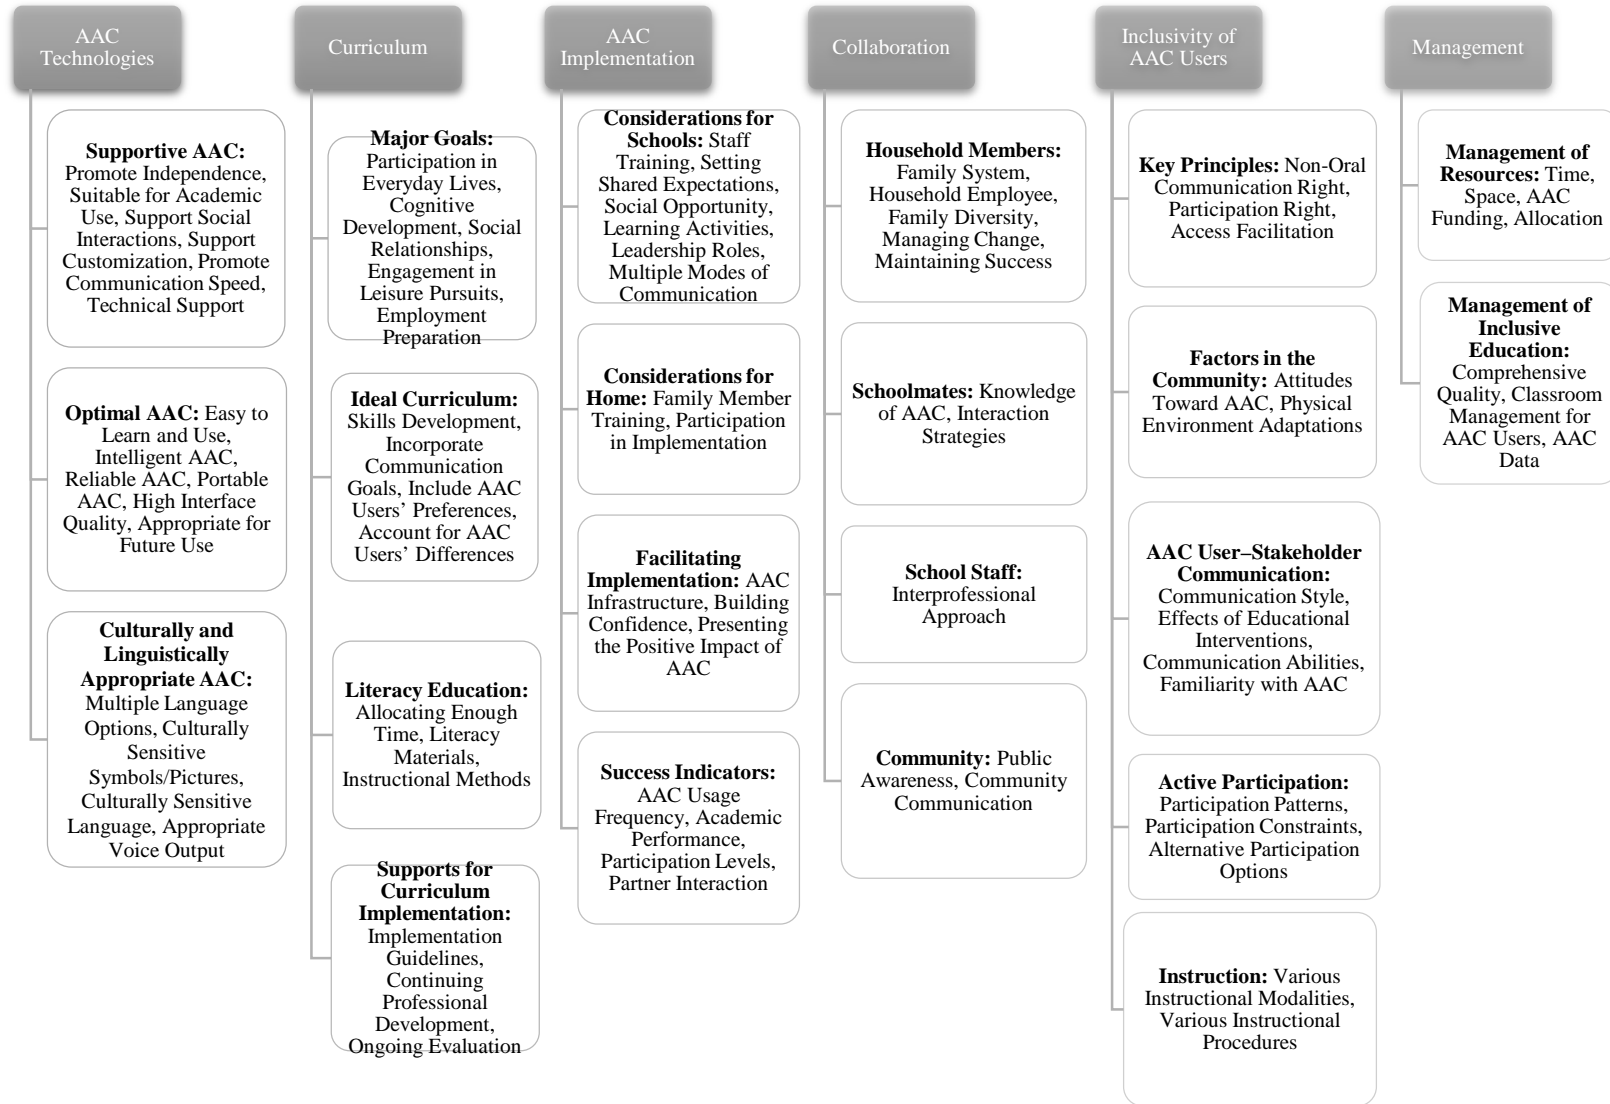 AAC
Technologies
Supportive AAC:
Promote Independence,
Suitable for Academic
Use, Support Social
Interactions, Support
Customization, Promote
Communication Speed,
Technical Support
Optimal AAC: Easy to
Learn and Use,
Intelligent AAC,
Reliable AAC, Portable
AAC, High Interface
Quality, Appropriate for
Future Use
Culturally and
Linguistically
Appropriate AAC:
Multiple Language
Options, Culturally
Sensitive
Symbols/Pictures,
Culturally Sensitive
Language, Appropriate
Voice Output
Curriculum
Major Goals:
Participation in
Everyday Lives,
Cognitive
Development, Social
Relationships,
Engagement in
Leisure Pursuits,
Employment
Preparation
Ideal Curriculum:
Skills Development,
Incorporate
Communication
Goals, Include AAC
Users' Preferences,
Account for AAC
Users' Differences
Literacy Education:
Allocating Enough
Time, Literacy
Materials,
Instructional Methods
Supports for
Curriculum
Implementation:
Implementation
Guidelines,
Continuing
Professional
Development,
Ongoing Evaluation
AAC
Implementation
Considerations for
Schools: Staff
Training, Setting
Shared Expectations,
Social Opportunity,
Learning Activities,
Leadership Roles,
Multiple Modes of
Communication
Considerations for
Home: Family Member
Training, Participation
in Implementation
Facilitating
Implementation: AAC
Infrastructure, Building
Confidence, Presenting
the Positive Impact of
AAC
Success Indicators:
AAC Usage
Frequency, Academic
Performance,
Participation Levels,
Partner Interaction
Collaboration
Household Members:
Family System,
Household Employee,
Family Diversity,
Managing Change,
Maintaining Success
Schoolmates: Knowledge
of AAC, Interaction
Strategies
School Staff:
Interprofessional
Approach
Community: Public
Awareness, Community
Communication
Inclusivity of
AAC Users
Key Principles: Non-Oral
Communication Right,
Participation Right,
Access Facilitation
Factors in the
Community: Attitudes
Toward AAC, Physical
Environment Adaptations
AAC User–Stakeholder
Communication:
Communication Style,
Effects of Educational
Interventions,
Communication Abilities,
Familiarity with AAC
Active Participation:
Participation Patterns,
Participation Constraints,
Alternative Participation
Options
Instruction: Various
Instructional Modalities,
Various Instructional
Procedures
Management
Management of
Resources: Time,
Space, AAC
Funding, Allocation
Management of
Inclusive
Education:
Comprehensive
Quality, Classroom
Management for
AAC Users, AAC
Data